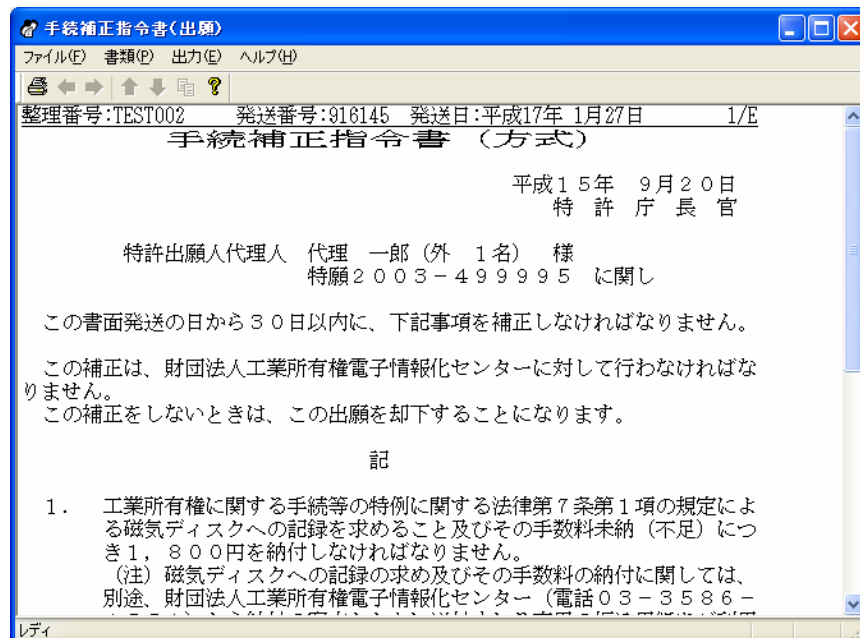 手続補正指令書(出願)
ファイル(F) 書類(P) 出力(E) ヘルプ(H)
整理番号:TEST002 発送番号:916145 発送日:平成17年 1月27日 1/E
手続補正指令書(方式)
平成15年 9月20日
特 許 庁 長 官
特許出願人代理人 代理 一郎(外 1名) 様
特願2003-499995 に関し
この書面発送の日から30日以内に、下記事項を補正しなければなりません。
この補正は、財団法人工業所有権電子情報化センターに対して行わなければな
りません。
この補正をしないときは、この出願を却下することになります。
記
1. 工業所有権に関する手続等の特例に関する法律第7条第1項の規定によ
る磁気ディスクへの記録を求めること及びその手数料未納(不足)につ
き1,800円を納付しなければなりません。
(注)磁気ディスクへの記録の求め及びその手数料の納付に関しては、
別途、財団法人工業所有権電子情報化センター(電話03-3586-
レディ